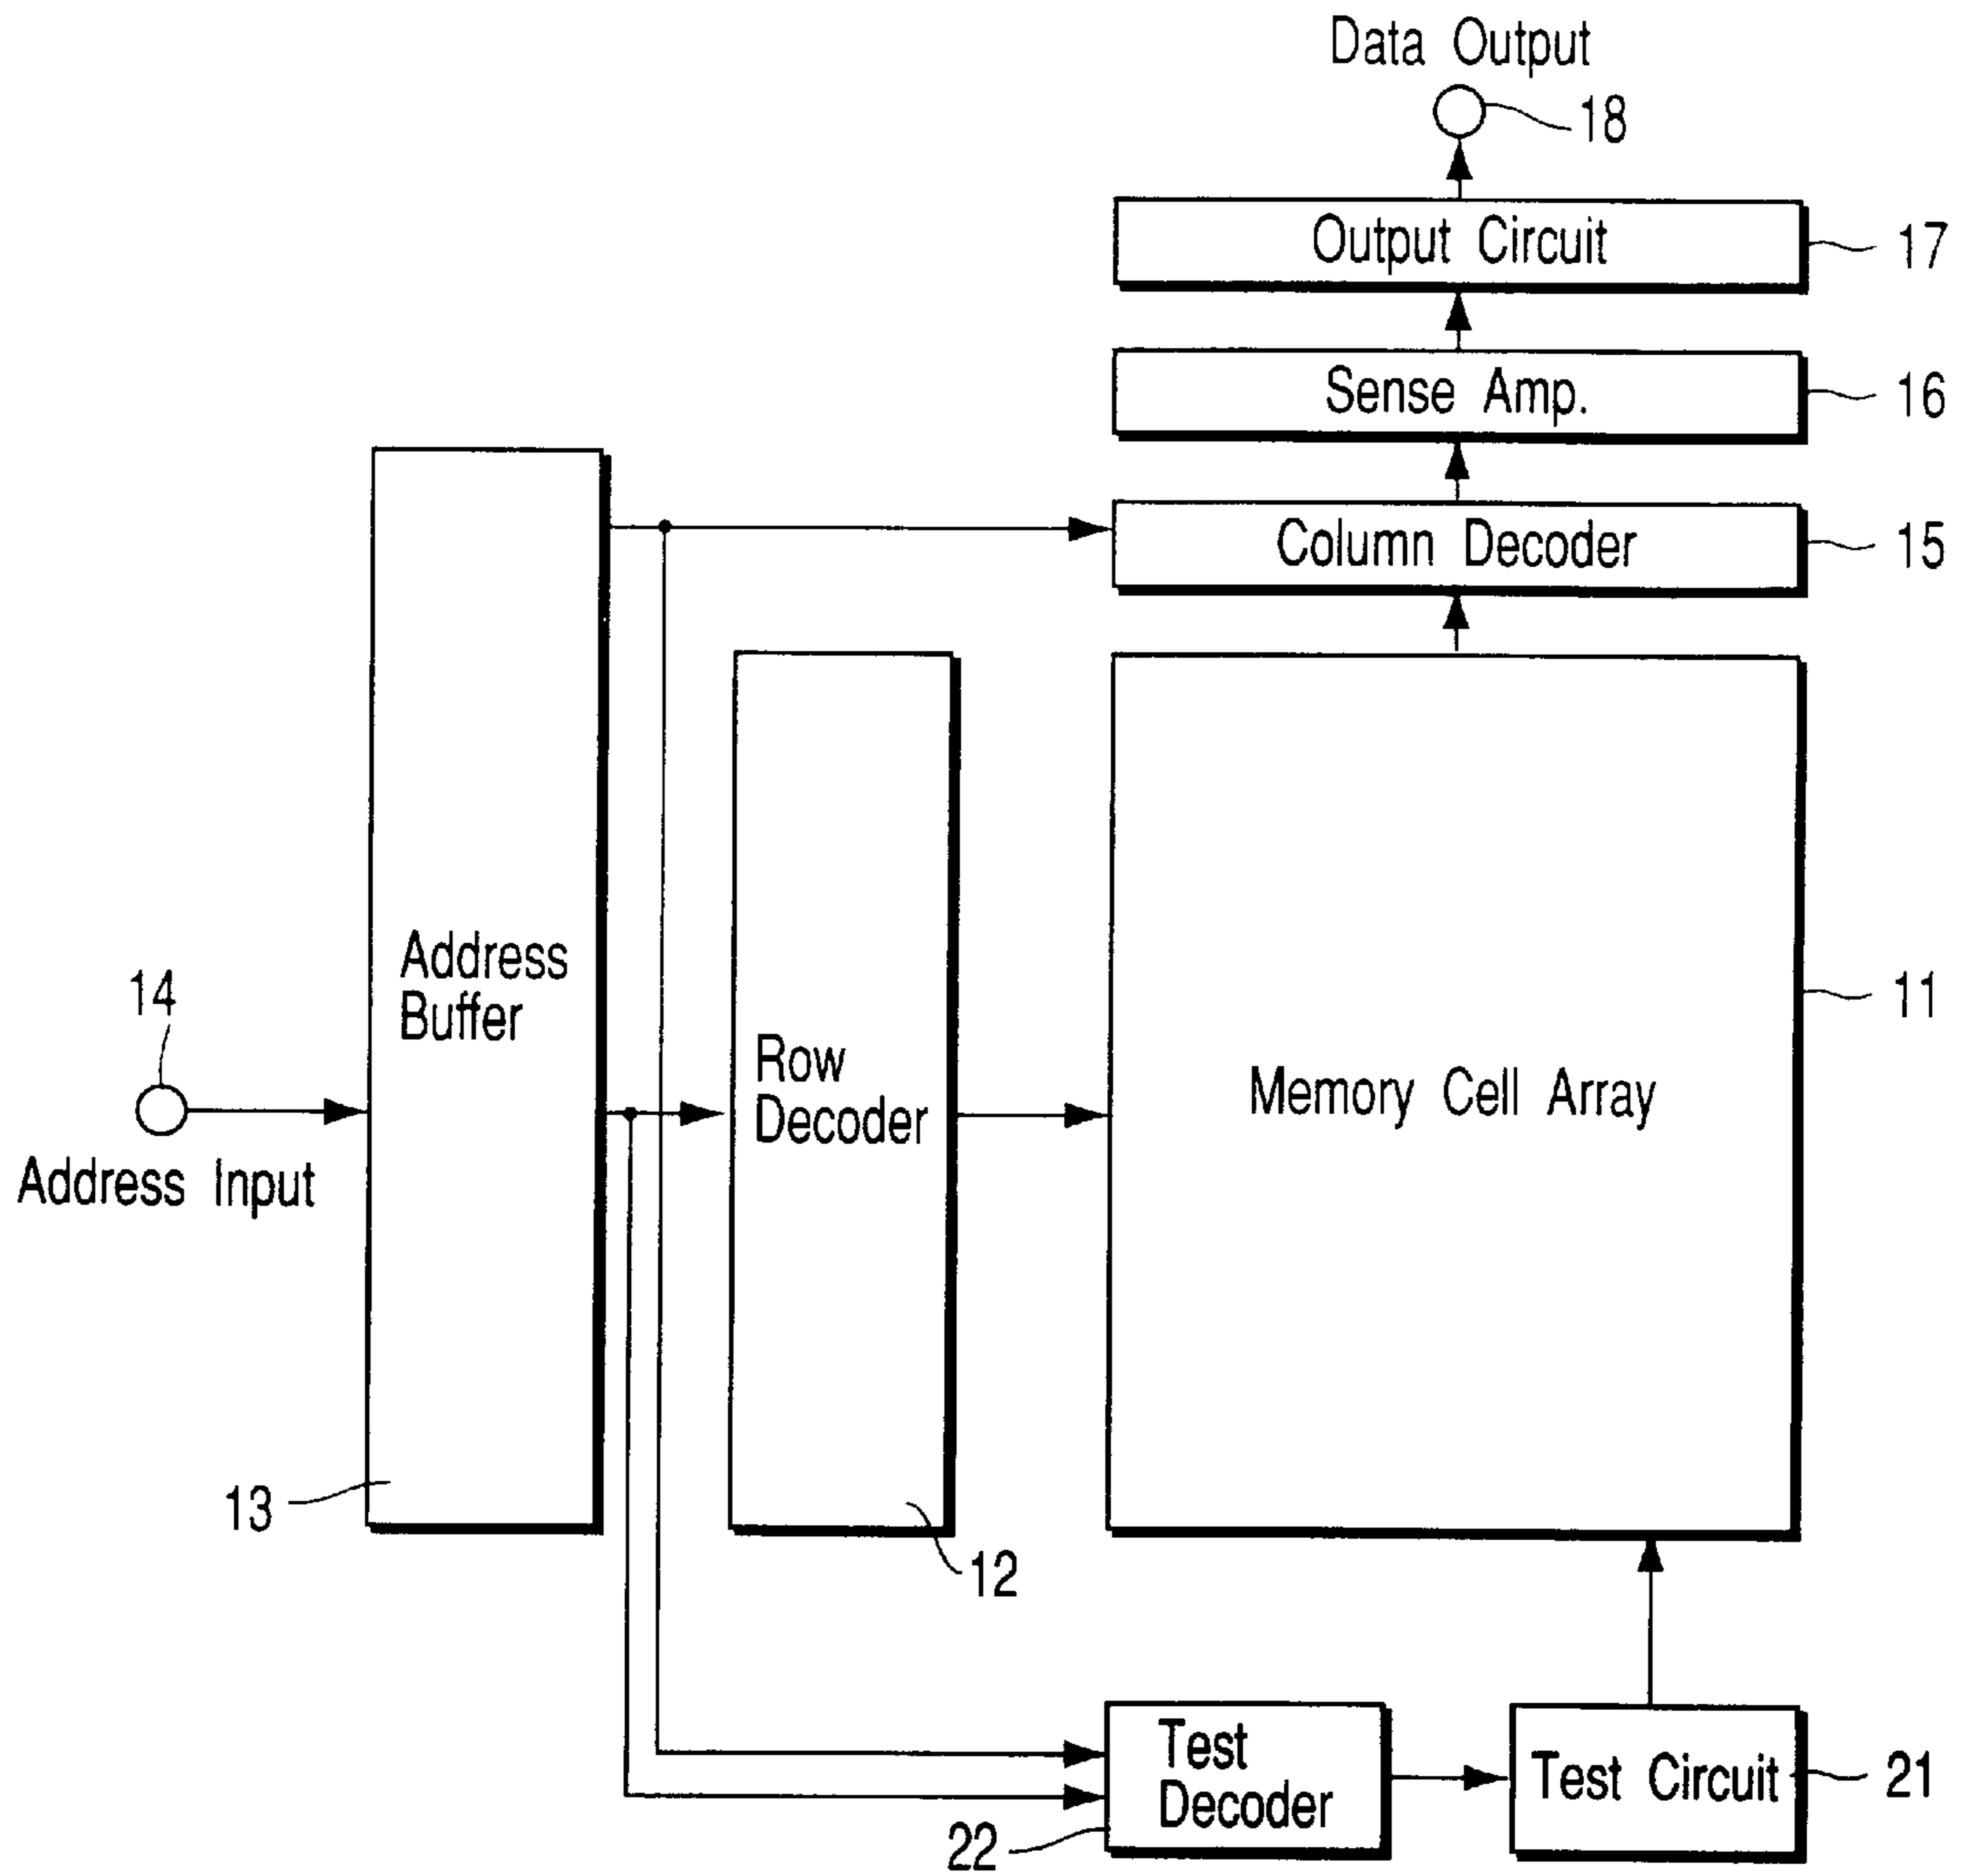 Data Output
18
Output Circuit
17
Sense Amp.
16
Column Decoder
15
Address
Buffer
14
Address Input
13
Row
Decoder
12
Memory Cell Array
11
Test
Decoder
22
Test Circuit
21